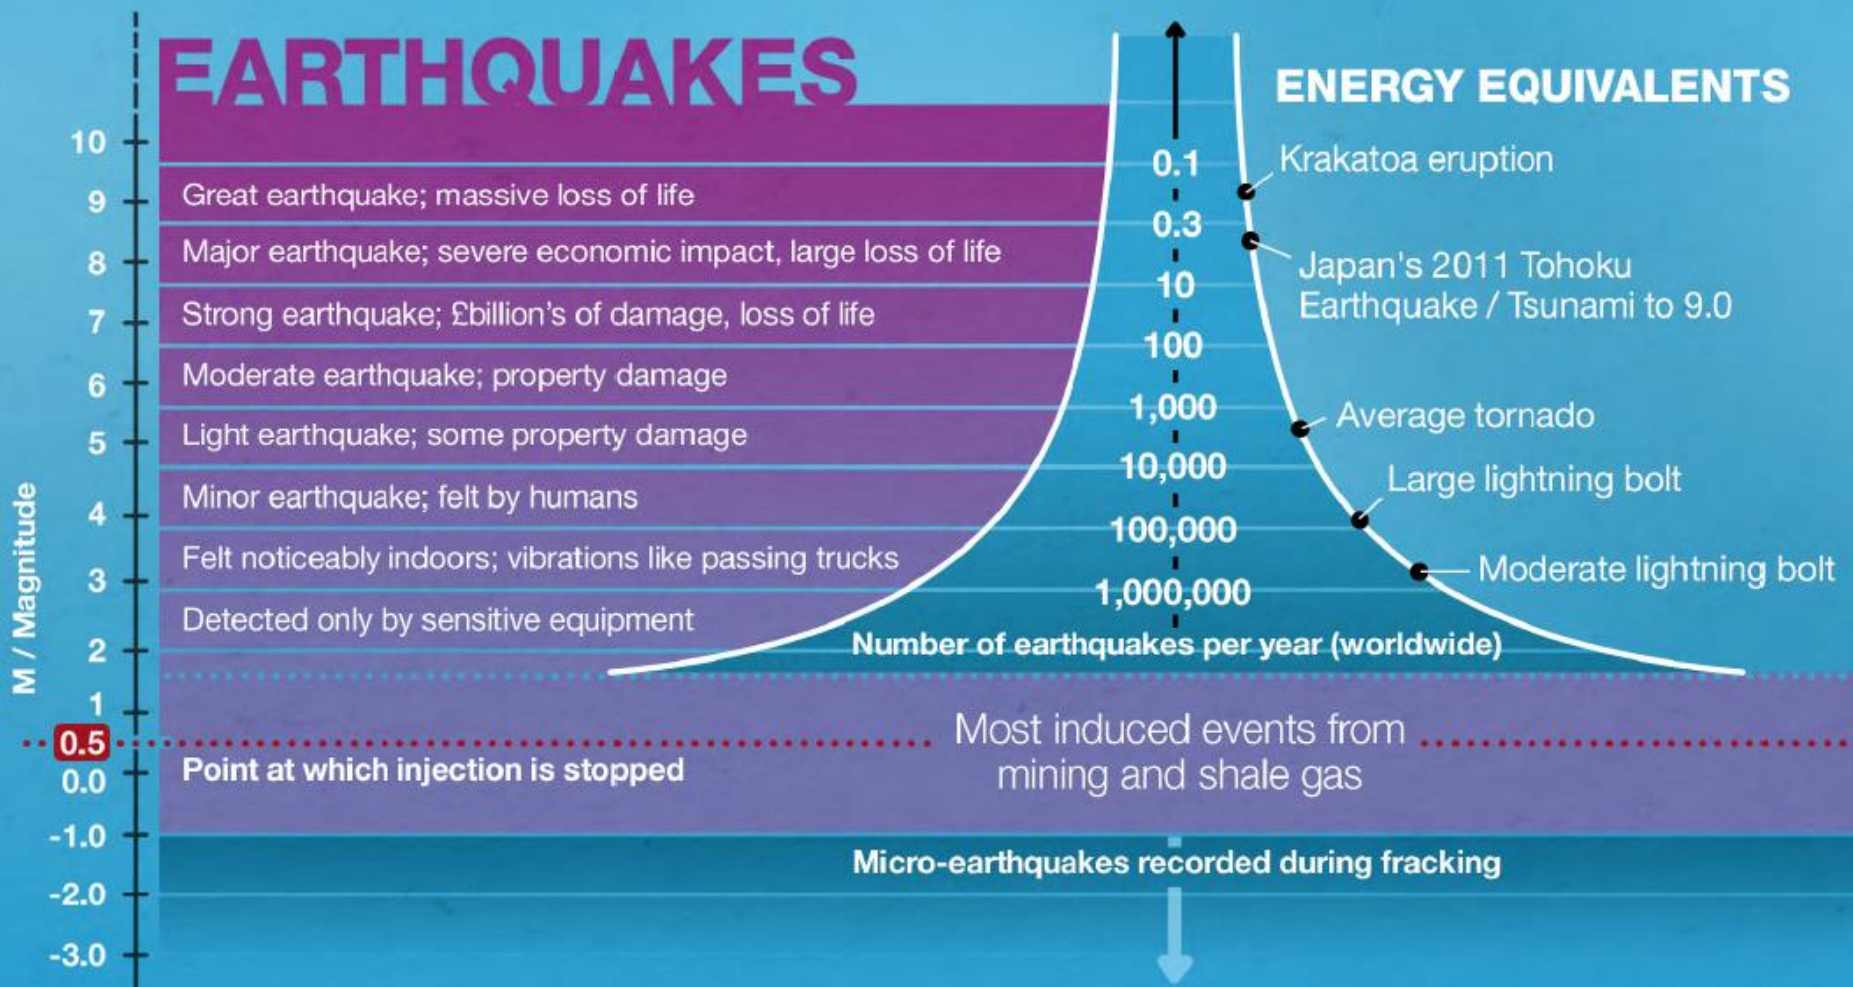 EARTHQUAKES
ENERGY EQUIVALENTS
M / Magnitude
10
9
8
7
6
5
4
3
2
1
0.5
0.0
-1.0
-2.0
-3.0
Great earthquake; massive loss of life
Major earthquake; severe economic impact, large loss of life
Strong earthquake; £billion's of damage, loss of life
Moderate earthquake; property damage
Light earthquake; some property damage
Minor earthquake; felt by humans
Felt noticeably indoors; vibrations like passing trucks
Detected only by sensitive equipment
Point at which injection is stopped
0.1
0.3
10
100
1,000
10,000
100,000
1,000,000
Number of earthquakes per year (worldwide)
Krakatoa eruption
Japan's 2011 Tohoku
Earthquake / Tsunami to 9.0
Average tornado
Large lightning bolt
Moderate lightning bolt
Most induced events from
mining and shale gas
Micro-earthquakes recorded during fracking